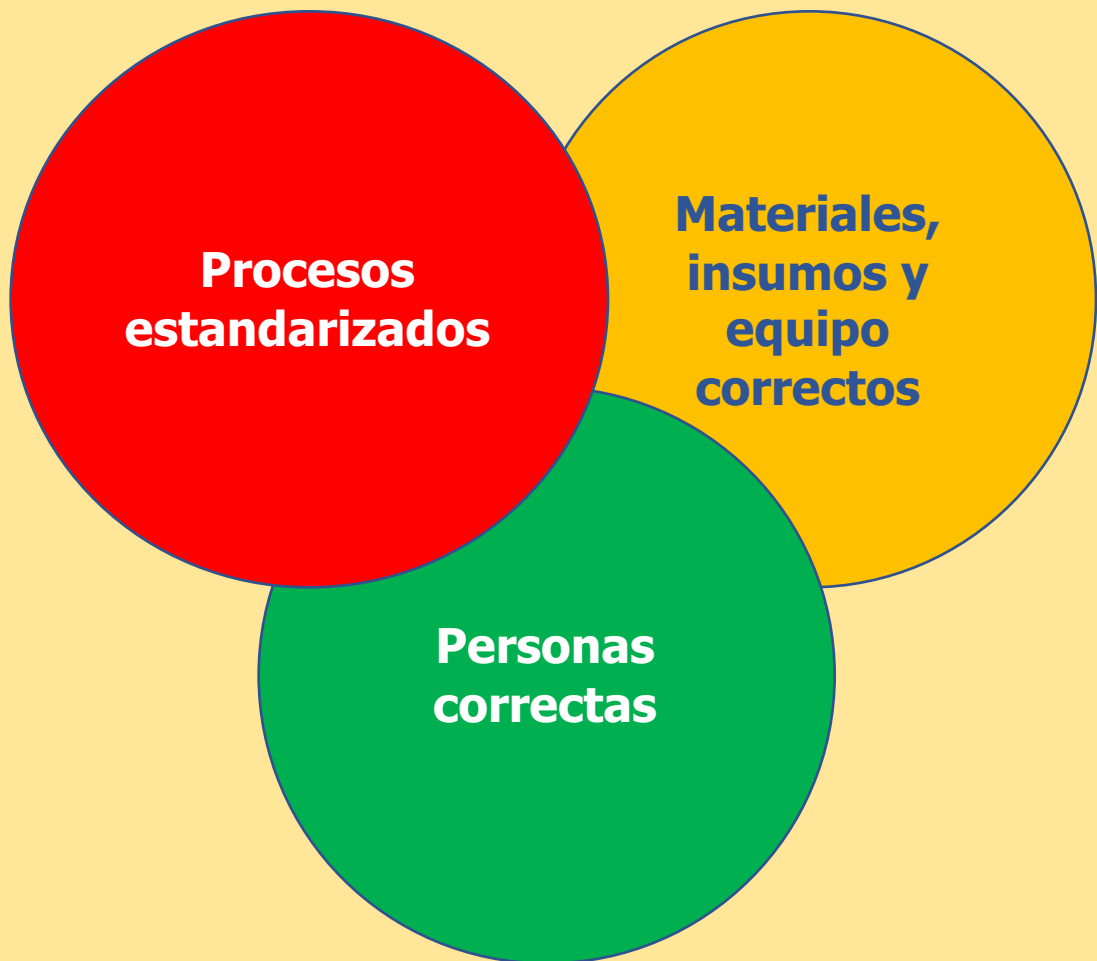 Procesos
estandarizados
Materiales,
insumos y
equipo
correctos
Personas
correctas